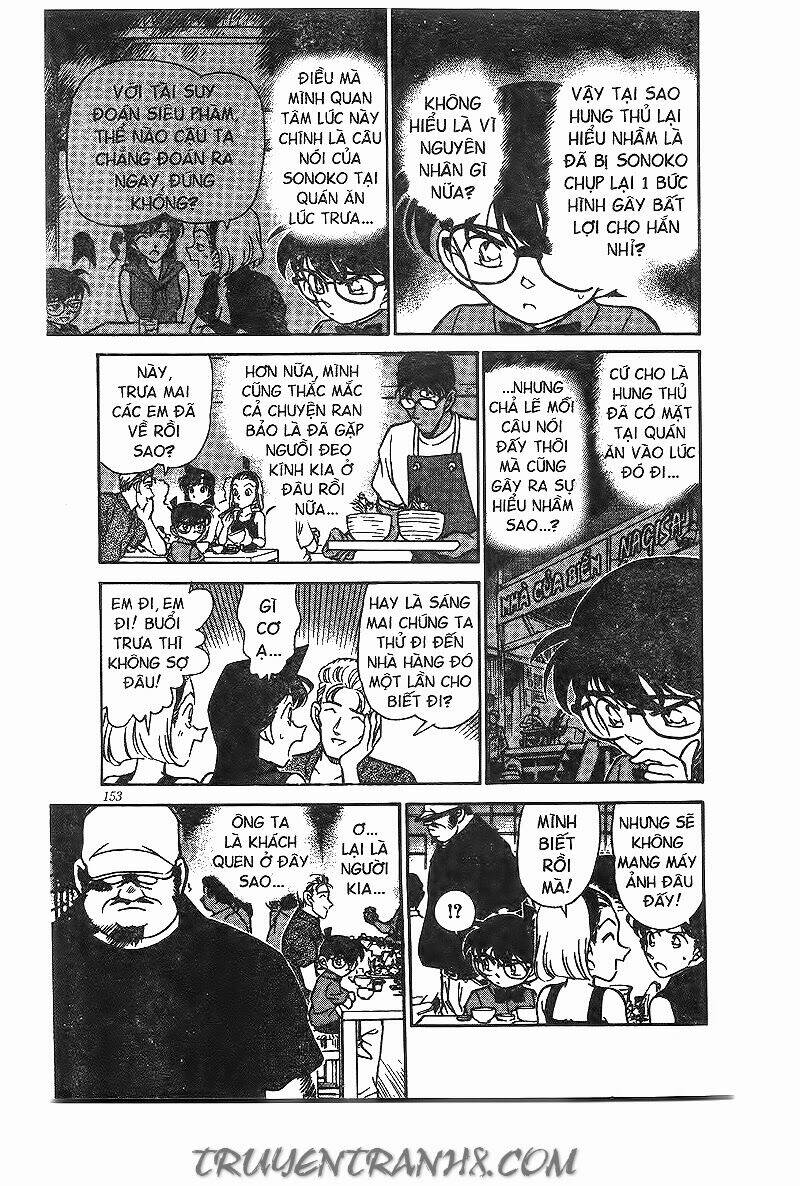 VẬY TẠI SAO
HUNG THỦ LẠI
HIỂU NHẦM LÀ
ĐÃ BỊ SONOKO
CHỤP LẠI 1 BỨC
HÌNH GÂY BẤT
LỢI CHO HẮN
NHỈ?
KHÔNG
HIỂU LÀ VÌ
NGUYÊN
NHÂN GÌ
NỮA?
ĐIỀU MÀ
MÌNH QUAN
TÂM LÚC NÀY
CHÍNH LÀ CÂU
NÓI CỦA
SONOKO TẠI
QUÁN ĂN
LÚC TRƯA...
VỚI TÀI SUY
ĐOÁN SIÊU PHÀM,
THẾ NÀO CẬU TA
CHẲNG ĐOÁN RA
NGAY, ĐÚNG
KHÔNG?
CỨ CHO LÀ
HUNG THỦ
ĐÃ CÓ MẶT
TẠI QUÁN
ĂN VÀO LÚC
ĐÓ ĐI...
...NHƯNG
CHẢ LẼ MỖI
CÂU NÓI
ĐẤY THÔI
MÀ CŨNG
GÂY RA SỰ
HIỂU NHẦM
SAO...?
NHÀ CỦA BIỂN
NAGISA
HƠN NỮA, MÌNH
CŨNG THẮC MẮC
CẢ CHUYỆN RAN
BẢO LÀ ĐÃ GẶP
NGƯỜI ĐEO
KÍNH KIA Ở
ĐÂU RỒI
NỮA...
NÀY,
TRƯA MAI
CÁC EM ĐÃ
VỀ RỒI
SAO?
HAY LÀ SÁNG
MAI CHÚNG TA
THỬ ĐI ĐẾN
NHÀ HÀNG ĐÓ
MỘT LẦN CHO
BIẾT ĐI?
GÌ
CƠ
Ạ...
EM ĐI, EM
ĐI! BUỔI
TRƯA THÌ
KHÔNG SỢ
ĐÂU!
153
NHƯNG SẼ
KHÔNG
MANG MÁY
ẢNH ĐÂU
ĐẤY!
MÌNH
BIẾT
RỒI
MÀ!
!?
Ơ...
LẠI LÀ
NGƯỜI
KIA...
ÔNG TA
LÀ KHÁCH
QUEN Ở ĐÂY
SAO...
TRUYENTRANH8.COM